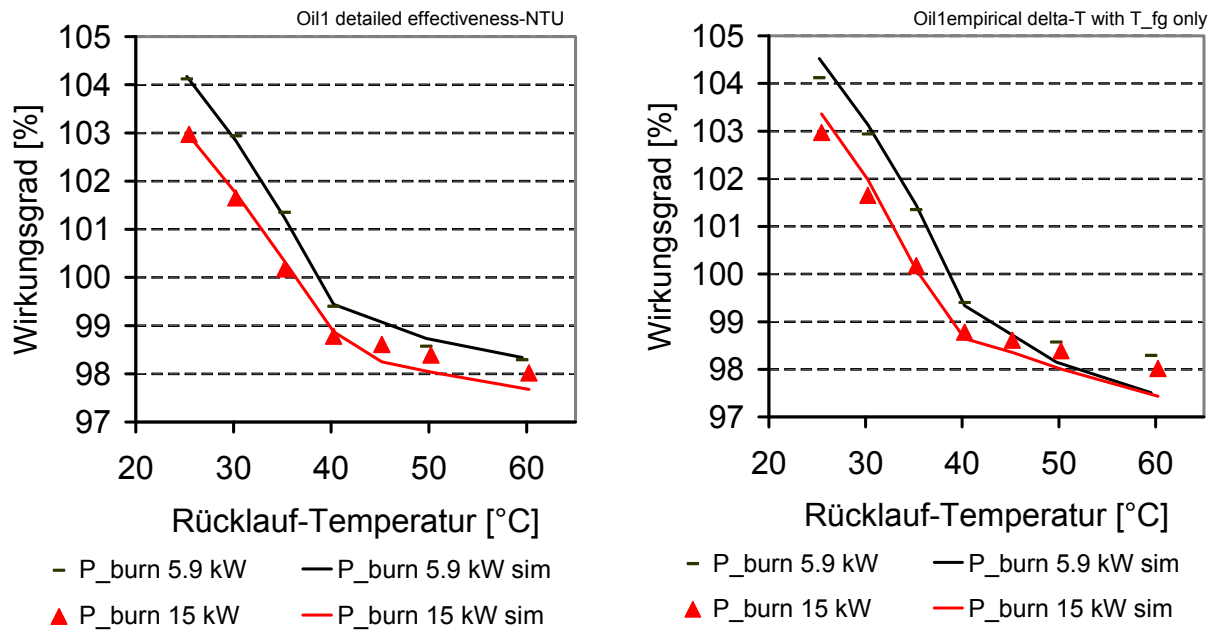 Oil1 detailed effectiveness-NTU
105
104
103
102
101
100
99
98
97
Wirkungsgrad [%]
20 30 40 50 60
Rücklauf-Temperatur [°C]
P_burn 5.9 kW P_burn 5.9 kW sim
P_burn 15 kW P_burn 15 kW sim
Oil1empirical delta-T with T_fg only
105
104
103
102
101
100
99
98
97
Wirkungsgrad [%]
20 30 40 50 60
Rücklauf-Temperatur [°C]
P_burn 5.9 kW P_burn 5.9 kW sim
P_burn 15 kW P_burn 15 kW sim